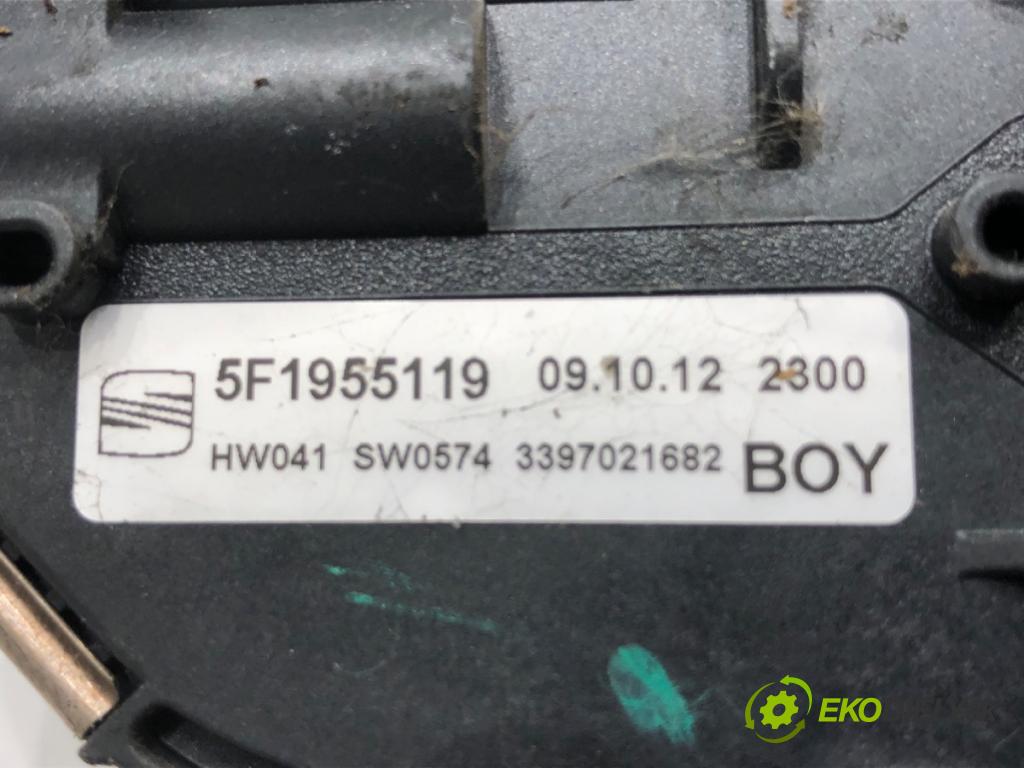 5F1955119 09.10.12 2300
HW041 SW0574 3397021682 BOY
EKO